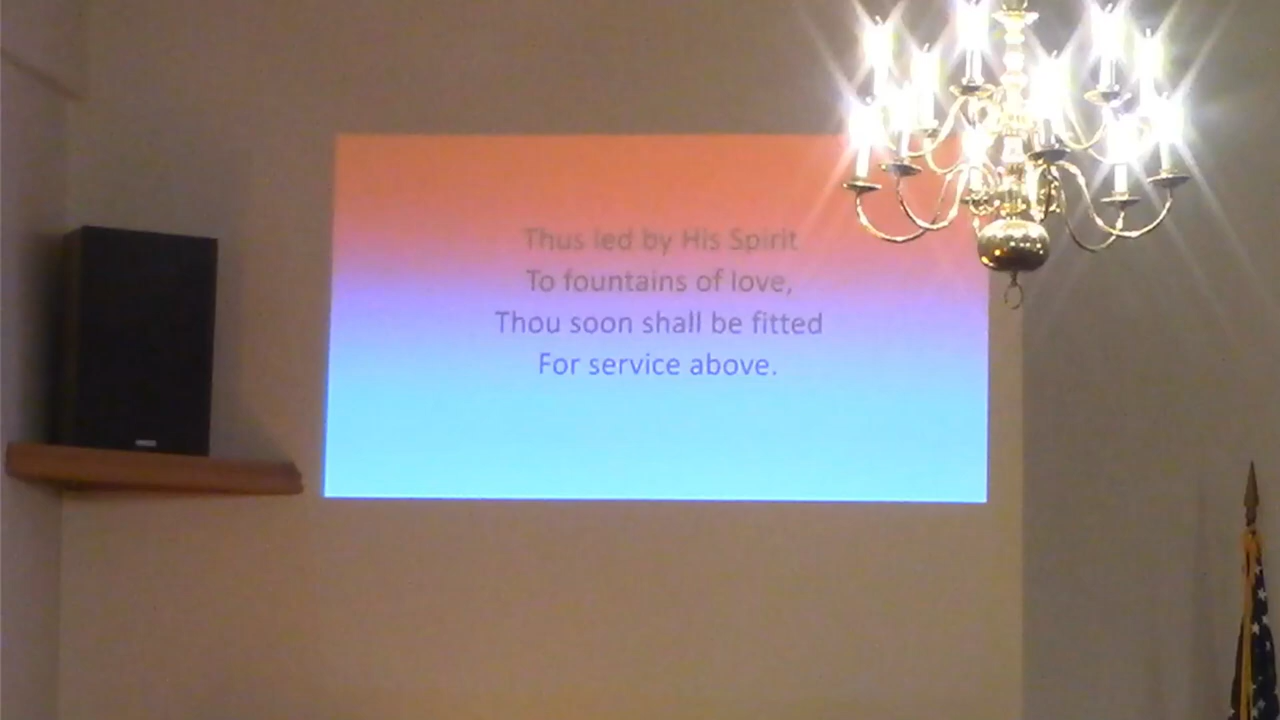 Thus led by His Spirit
To fountains of love,
Thou soon shall be fitted
For service above.